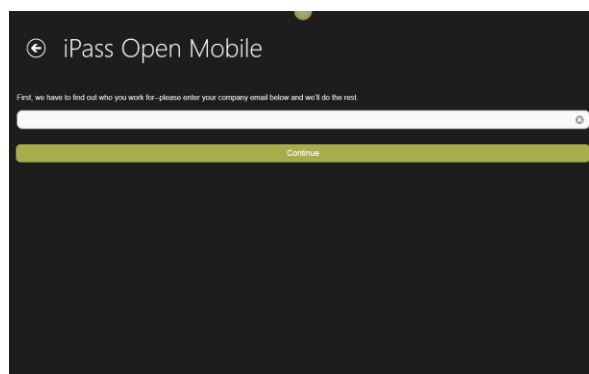 iPass Open Mobile
First, we have to find out who you work for--please enter your company email below and we'll do the rest.
Continue